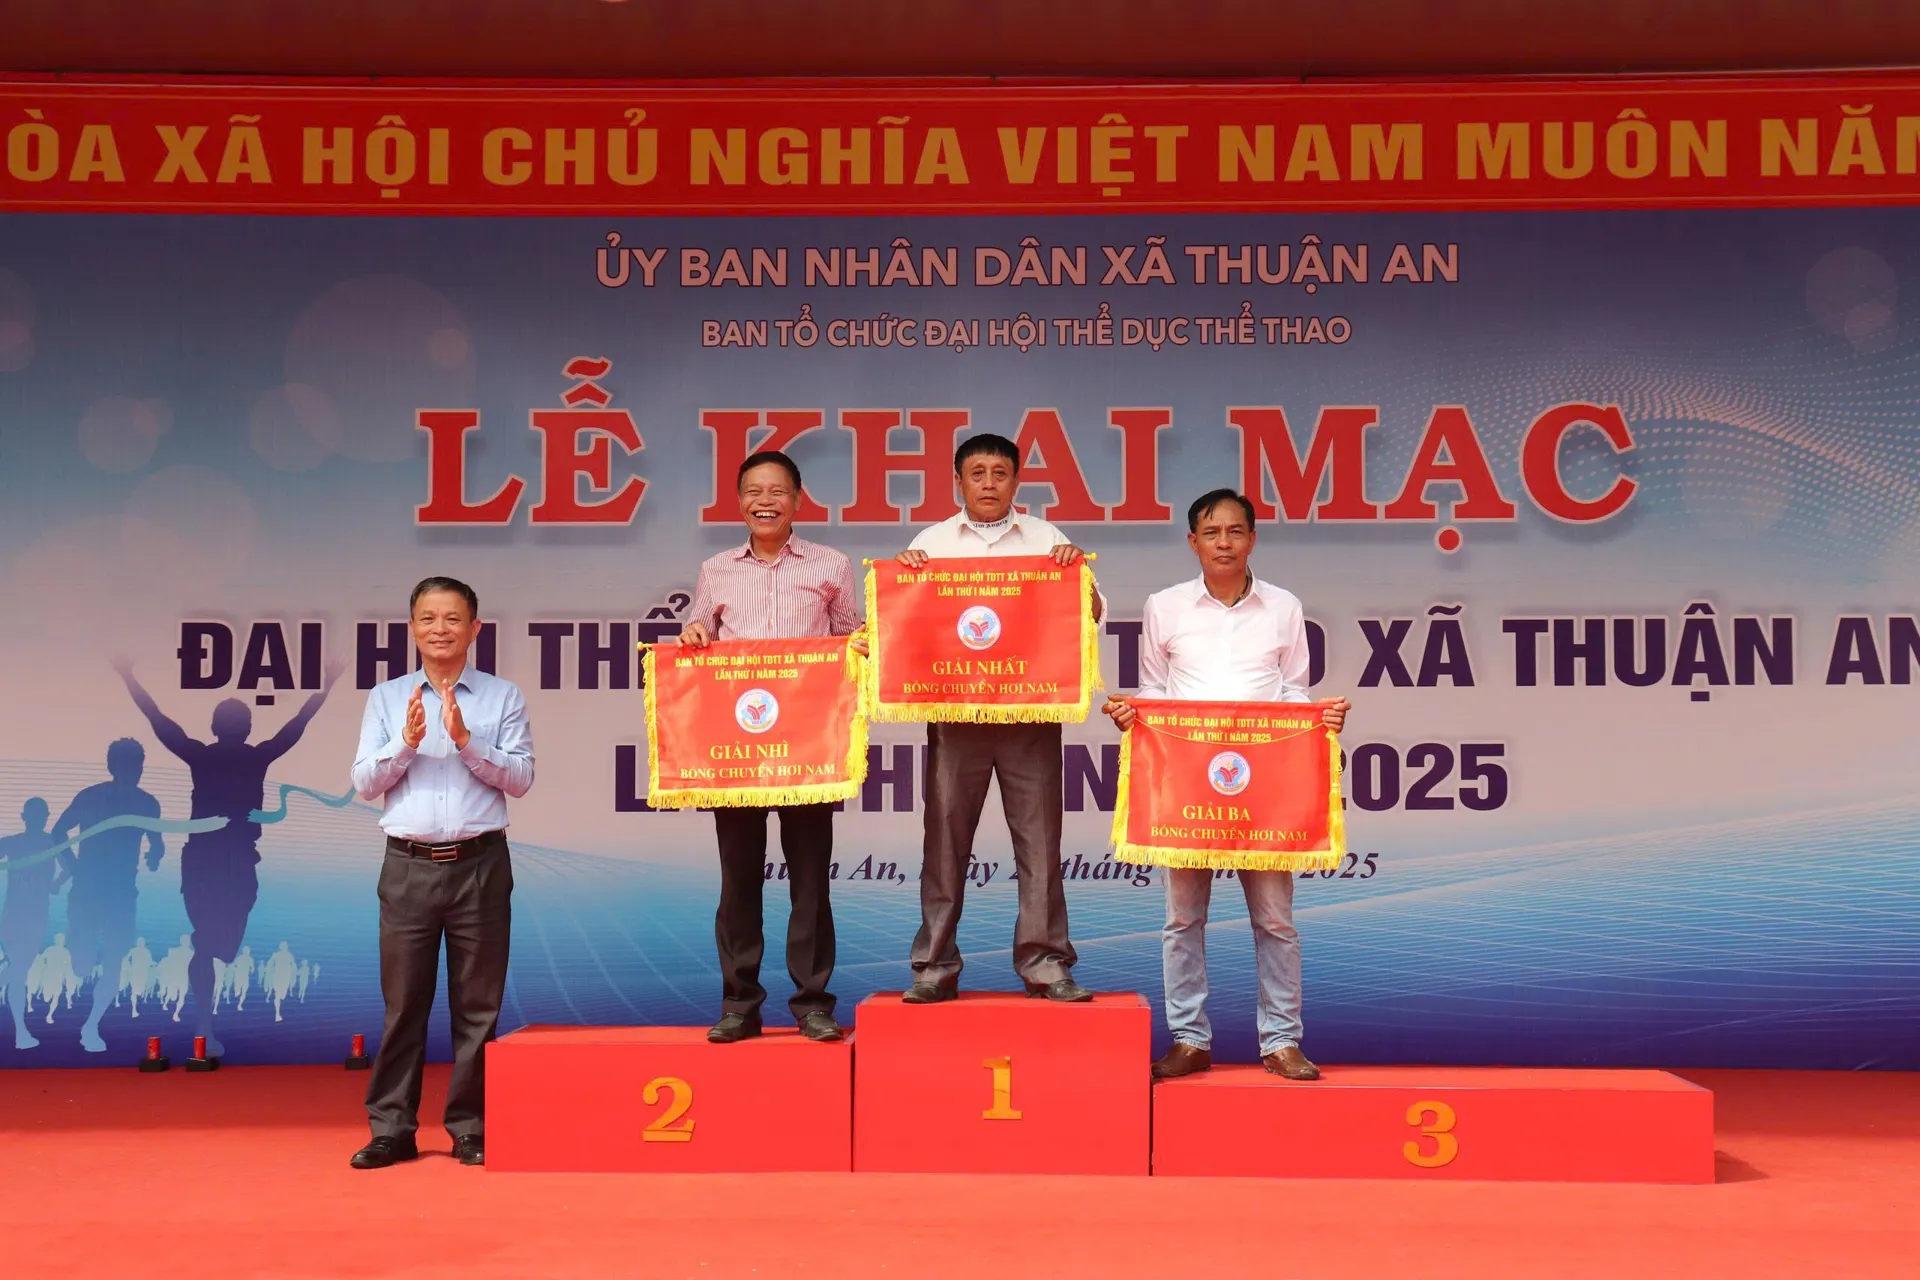 ÒA XÃ HỘI CHỦ NGHĨA VIỆT NAM MUÔN NĂ
ỦY BAN NHÂN DÂN XÃ THUẬN AN
BAN TỔ CHỨC ĐẠI HỘI THỂ DỤC THỂ THAO
LỄ KHAI MẠC
ĐẠI HỘI THỂ XÃ THUẬN AN
2025
An, tháng 2025
BAN TỔ CHỨC ĐẠI HỘI TDTT XÃ THUẬN AN
LẦN THỨ I NĂM 2025
GIẢI NHÌ
BÓNG CHUYỀN HƠI NAM
BAN TỔ CHỨC ĐẠI HỘI TDTT XÃ THUẬN AN
LẦN THỨ I NĂM 2025
GIẢI NHẤT
BÓNG CHUYỀN HƠI NAM
BAN TỔ CHỨC ĐẠI HỘI TDTT XÃ THUẬN AN
LẦN THỨ I NĂM 2025
GIẢI BA
BÓNG CHUYỀN HƠI NAM
2
1
3